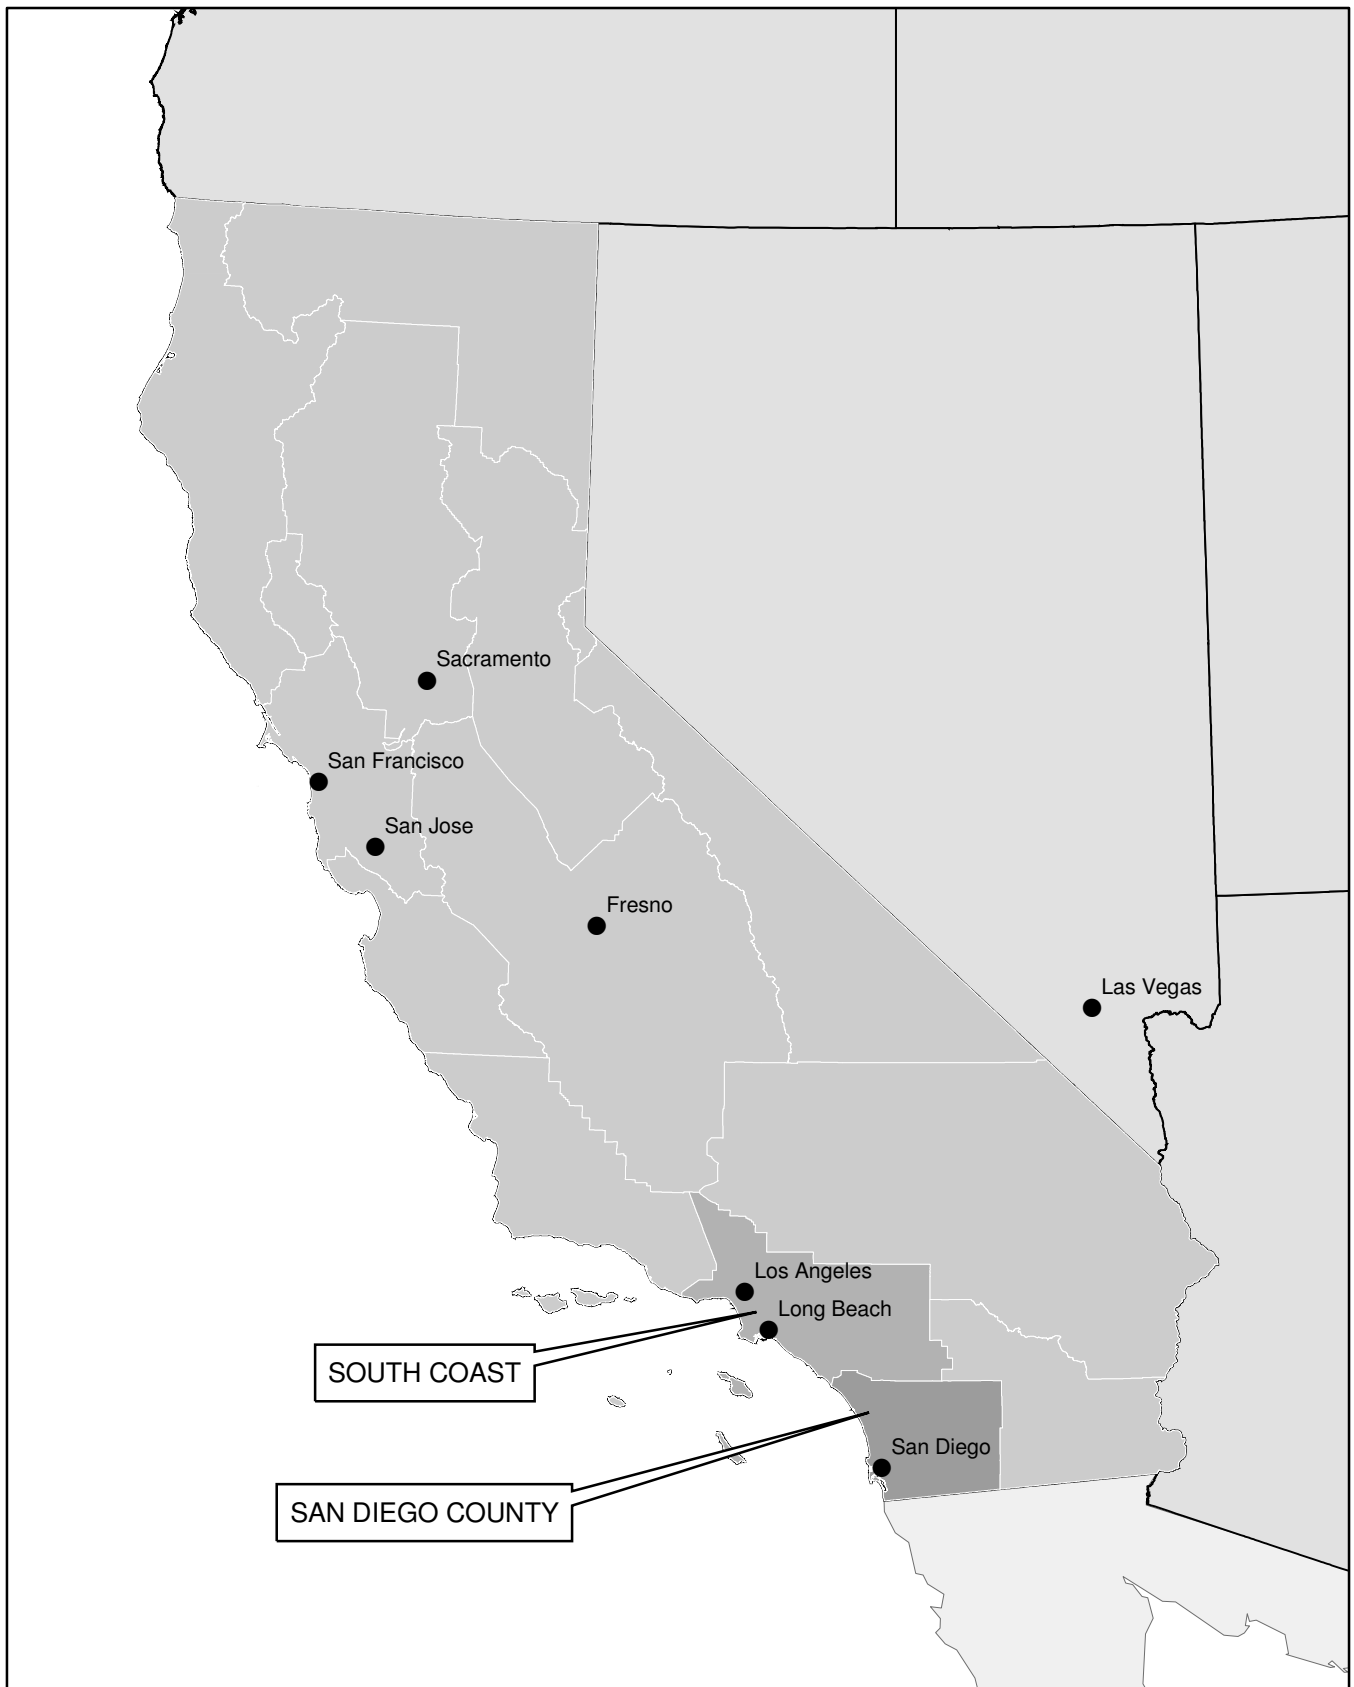 Sacramento
San Francisco
San Jose
Fresno
Las Vegas
Los Angeles
Long Beach
SOUTH COAST
San Diego
SAN DIEGO COUNTY